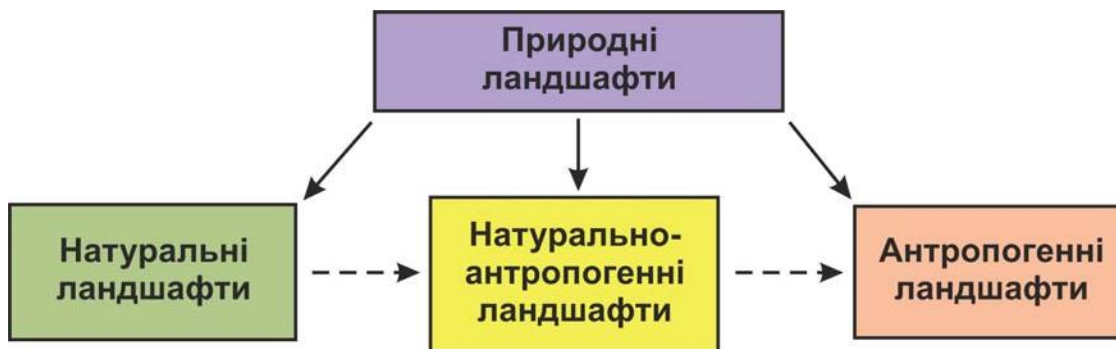 Природні
ландшафти
Натуральні
ландшафти
Натурально-
антропогенні
ландшафти
Антропогенні
ландшафти